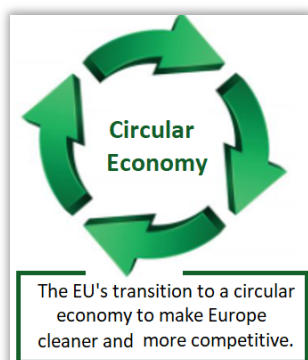 Circular
Economy
The EU's transition to a circular
economy to make Europe
cleaner and more competitive.